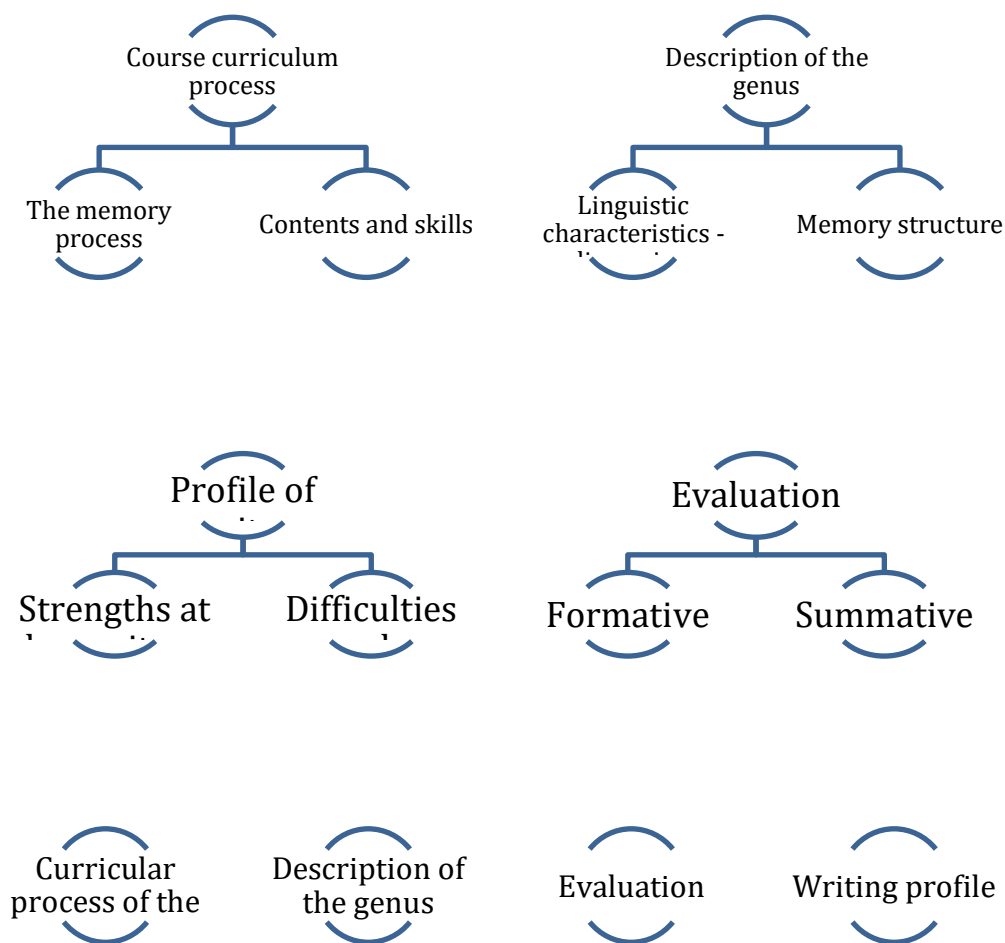 Course curriculum
process
Description of the
genus
The memory
process
Contents and skills
Linguistic
characteristics -
Memory structure
Profile of
Evaluation
Strengths at
Difficulties
Formative
Summative
Curricular
process of the
Description of
the genus
Evaluation
Writing profile